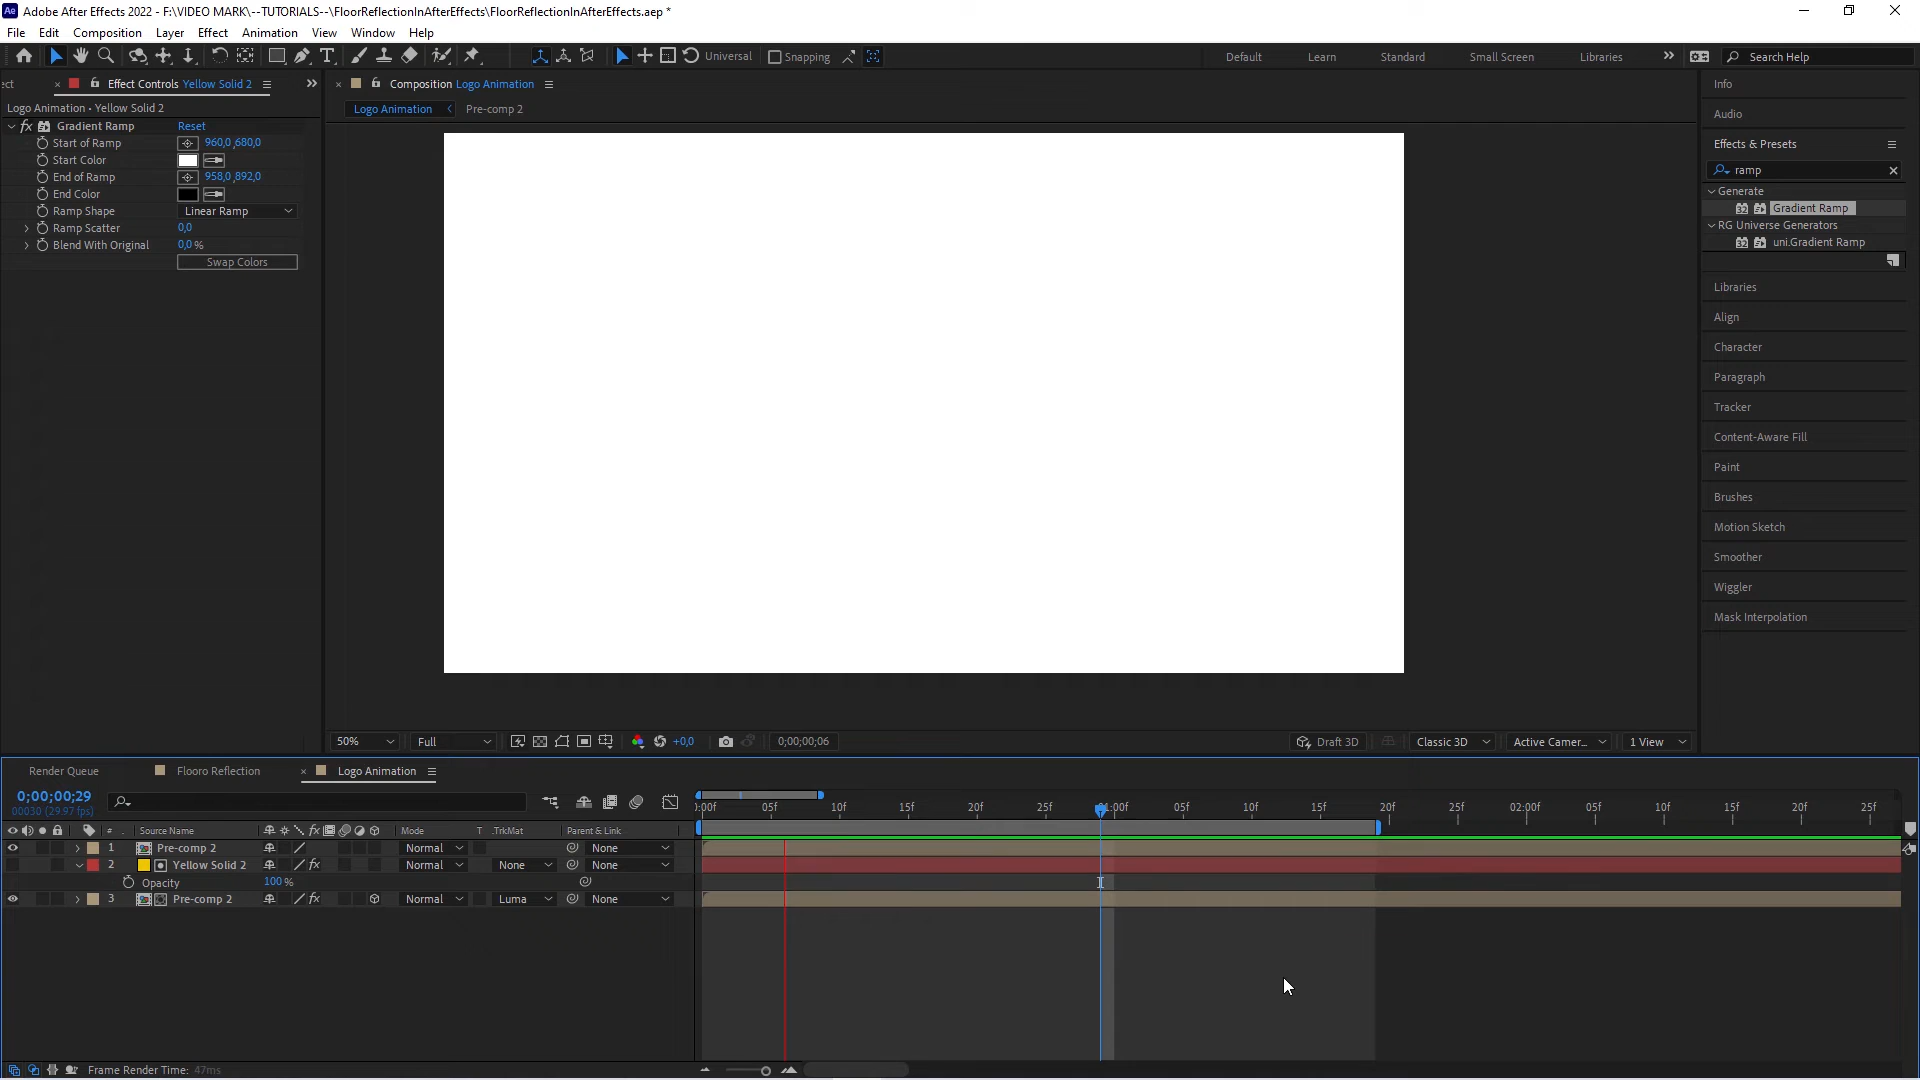 Adobe After Effects 2022 - F:\VIDEO MARK\--TUTORIALS--\FloorReflectionInAfterEffects\FloorReflectionInAfterEffects.aep *
File Edit Composition Layer Effect Animation View Window Help
Universal Snapping Default Learn Standard Small Screen Libraries Search Help
ect Effect Controls Yellow Solid 2
Composition Logo Animation
Logo Animation Pre-comp 2
Logo Animation • Yellow Solid 2
Gradient Ramp Reset
Start of Ramp 960,0,680,0
Start Color
End of Ramp 958,0,892,0
End Color
Ramp Shape Linear Ramp
Ramp Scatter 0,0
Blend With Original 0,0 %
Swap Colors
Info
Audio
Effects & Presets
ramp
Generate
32 Gradient Ramp
RG Universe Generators
32 uni.Gradient Ramp
Libraries
Align
Character
Paragraph
Tracker
Content-Aware Fill
Paint
Brushes
Motion Sketch
Smoother
Wiggler
Mask Interpolation
50% Full +0,0 0;00;00;06 Draft 3D Classic 3D Active Camer... 1 View
Render Queue Flooro Reflection Logo Animation
0;00;00;29
00030 (29.97 fps)
):00f 05f 10f 15f 20f 25f 01:00f 05f 10f 15f 20f 25f 02:00f 05f 10f 15f 20f 25f
# Source Name Mode T .TrkMat Parent & Link
1 Pre-comp 2 Normal None
2 Yellow Solid 2 Normal None None
Opacity 100 %
3 Pre-comp 2 Normal Luma None
Frame Render Time: 47ms